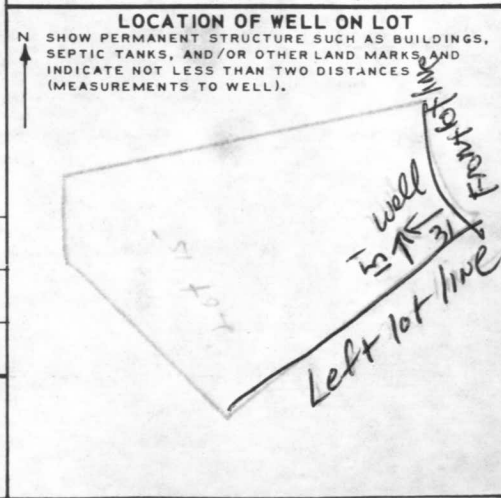 LOCATION OF WELL ON LOT
N
SHOW PERMANENT STRUCTURE SUCH AS BUILDINGS,
SEPTIC TANKS, AND/OR OTHER LAND MARKS AND
INDICATE NOT LESS THAN TWO DISTANCES
(MEASUREMENTS TO WELL).
Front lot line
Well
15
31
Left lot line